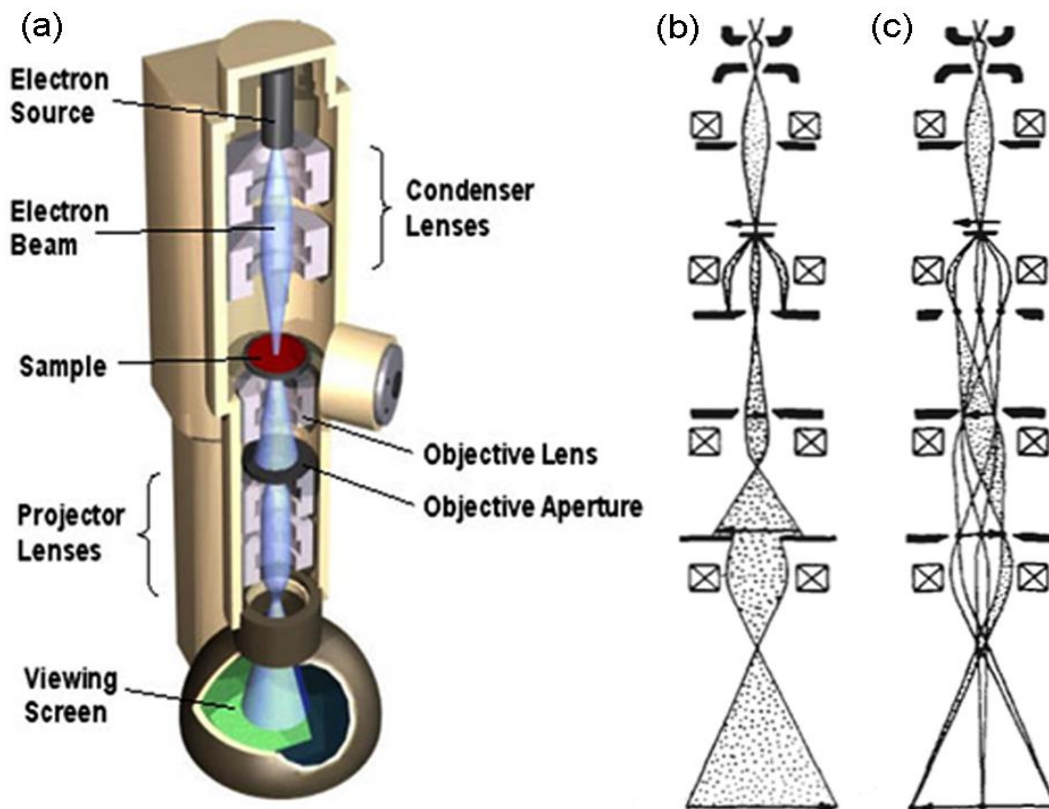 (a)
(b)
(c)
Electron
Source
Condenser
Lenses
Electron
Beam
Sample
Objective Lens
Objective Aperture
Projector
Lenses
Viewing
Screen